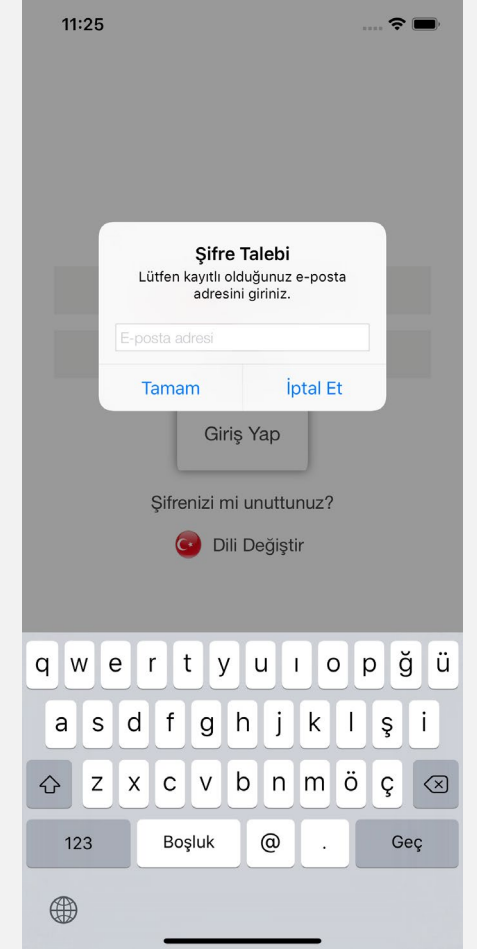 11:25
Şifre Talebi
Lütfen kayıtlı olduğunuz e-posta
adresini giriniz.
E-posta adresi
Tamam İptal Et
Giriş Yap
Şifrenizi mi unuttunuz?
Dili Değiştir
q w e r t y u ı o p ğ ü
a s d f g h j k l ş i
z x c v b n m ö ç
123 Boşluk @ . Geç